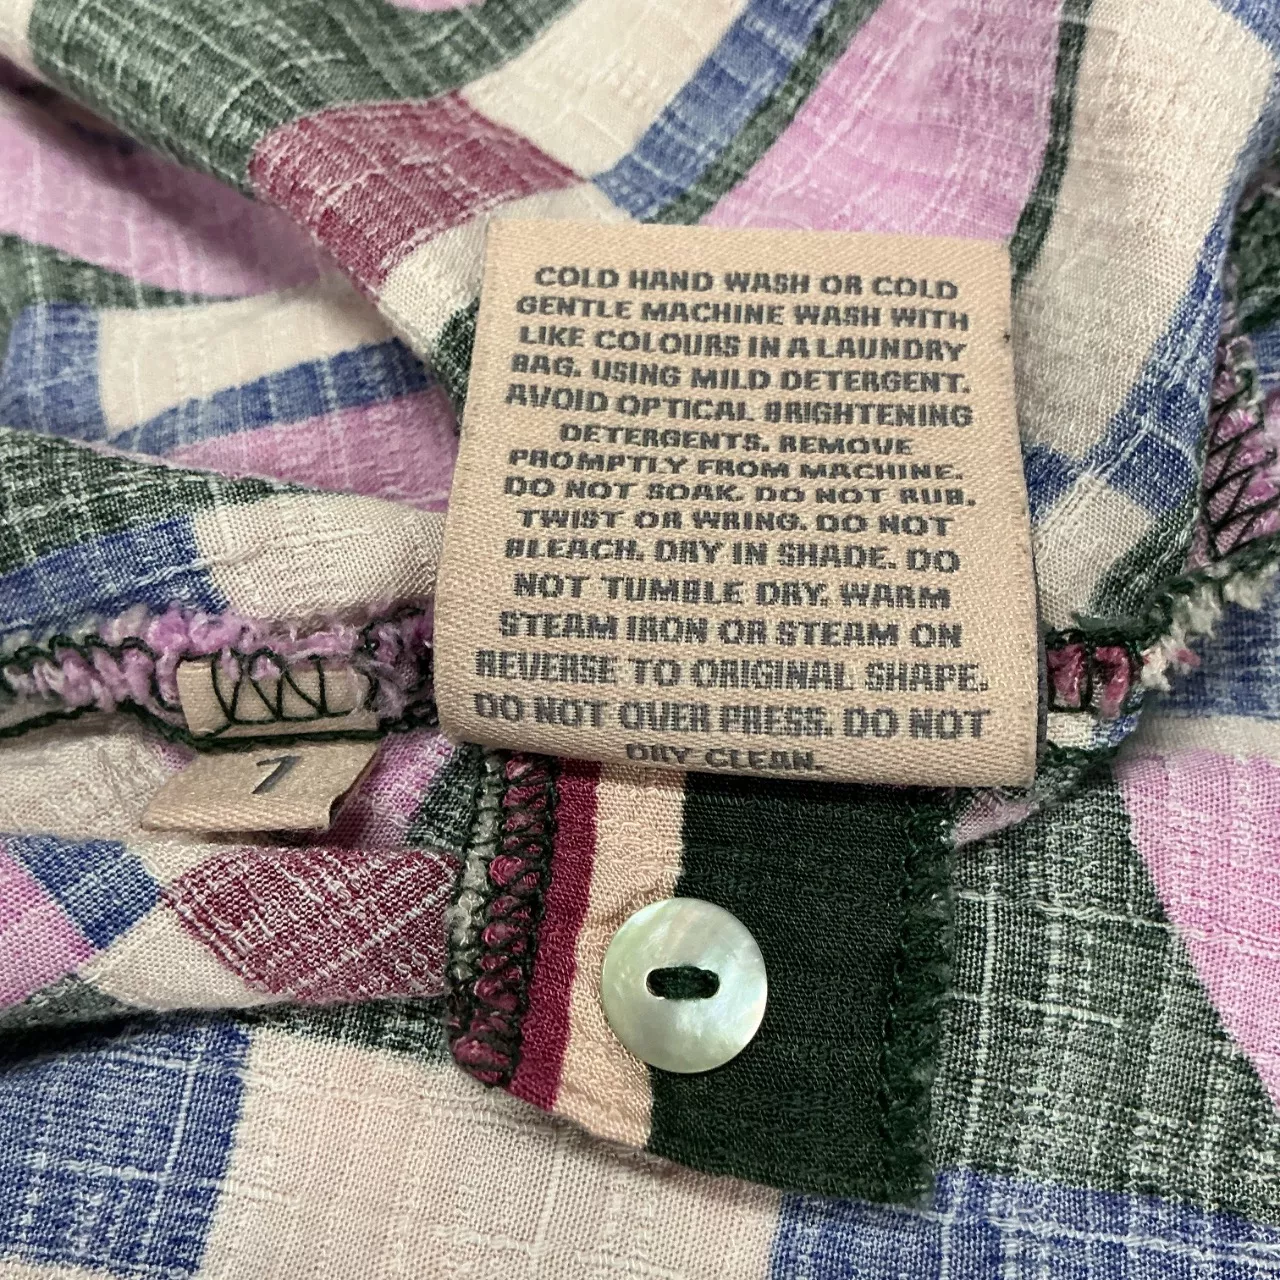 COLD HAND WASH OR COLD
GENTLE MACHINE WASH WITH
LIKE COLOURS IN A LAUNDRY
BAG. USING MILD DETERGENT.
AVOID OPTICAL BRIGHTENING
DETERGENTS. REMOVE
PROMPTLY FROM MACHINE.
DO NOT SOAK. DO NOT RUB.
TWIST OR WRING. DO NOT
BLEACH. DRY IN SHADE. DO
NOT TUMBLE DRY. WARM
STEAM IRON OR STEAM ON
REVERSE TO ORIGINAL SHAPE.
DO NOT OVER PRESS. DO NOT
DRY CLEAN.
1